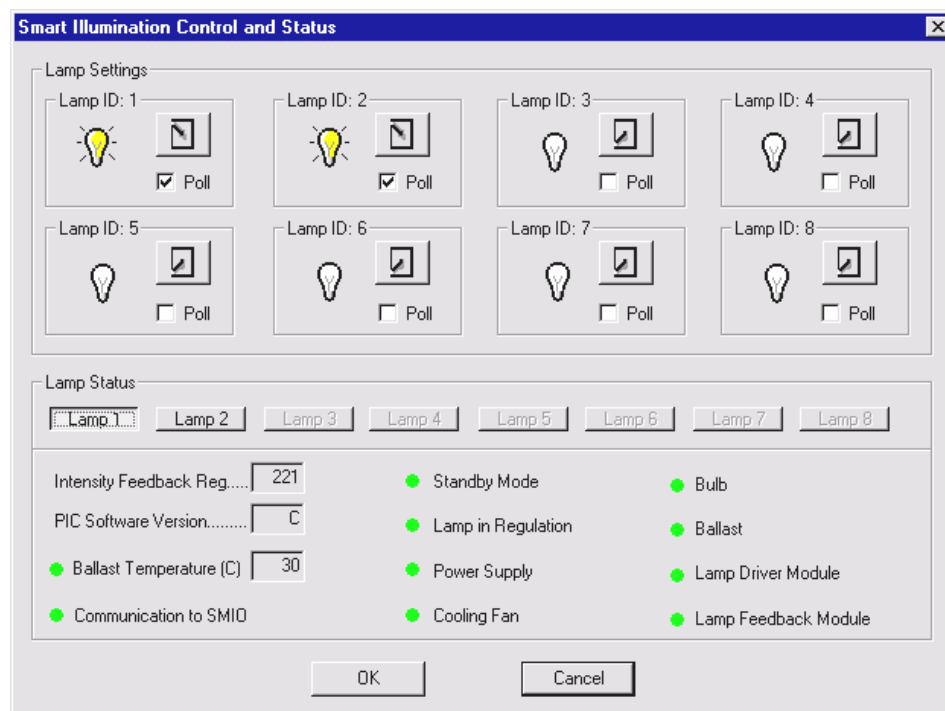 Smart Illumination Control and Status
Lamp Settings
Lamp ID: 1
Poll
Lamp ID: 2
Poll
Lamp ID: 3
Poll
Lamp ID: 4
Poll
Lamp ID: 5
Poll
Lamp ID: 6
Poll
Lamp ID: 7
Poll
Lamp ID: 8
Poll
Lamp Status
Lamp 1 Lamp 2 Lamp 3 Lamp 4 Lamp 5 Lamp 6 Lamp 7 Lamp 8
Intensity Feedback Reg..... 221
PIC Software Version......... C
Ballast Temperature (C) 30
Communication to SMIO
Standby Mode
Lamp in Regulation
Power Supply
Cooling Fan
Bulb
Ballast
Lamp Driver Module
Lamp Feedback Module
OK Cancel